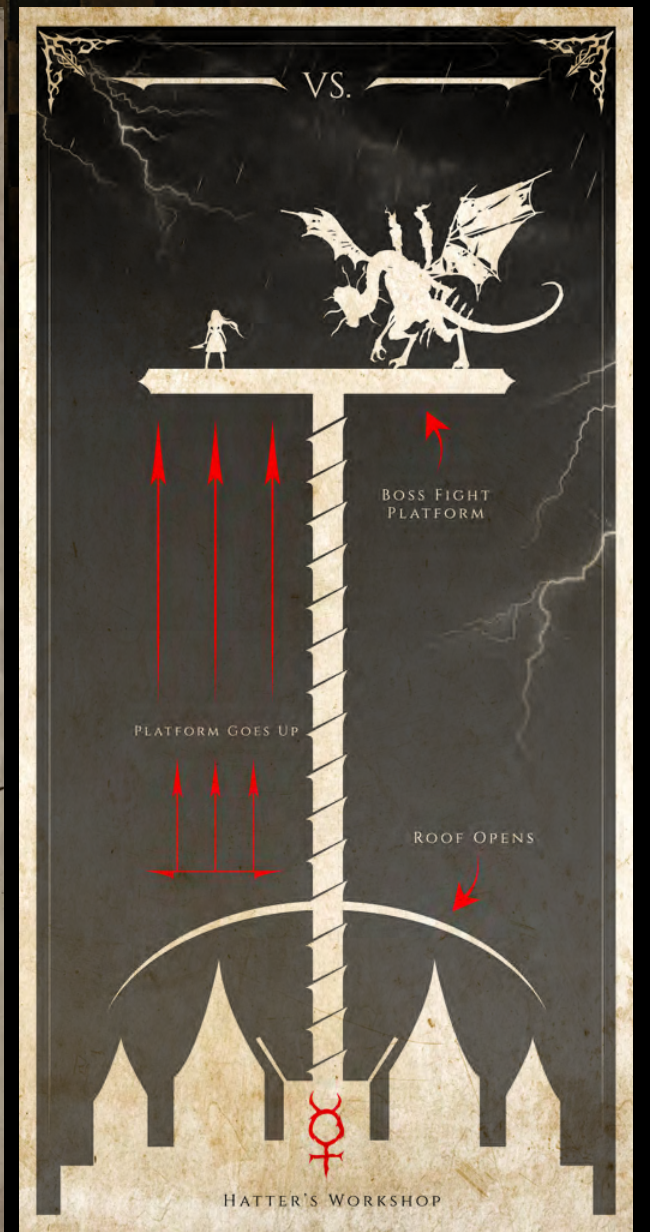 VS.
BOSS FIGHT
PLATFORM
PLATFORM GOES UP
ROOF OPENS
HATTER'S WORKSHOP